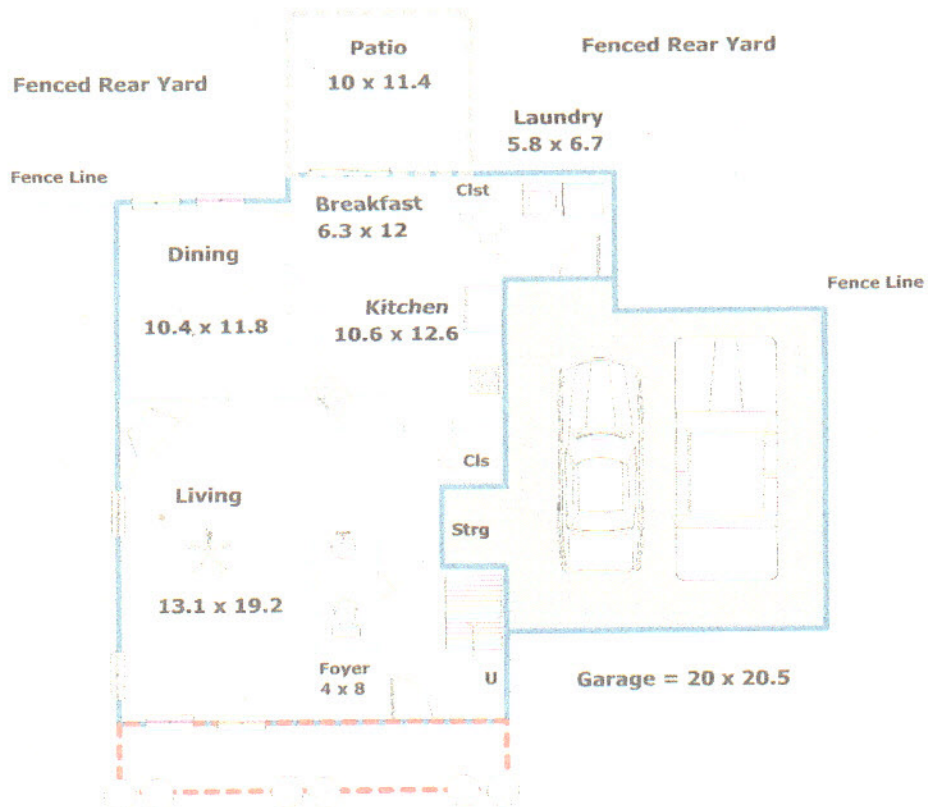 Patio
10 x 11.4
Fenced Rear Yard
Fenced Rear Yard
Laundry
5.8 x 6.7
Fence Line
Clst
Breakfast
6.3 x 12
Dining
Fence Line
Kitchen
10.6 x 12.6
10.4 x 11.8
Cls
Living
Strg
13.1 x 19.2
Foyer
4 x 8
U
Garage = 20 x 20.5